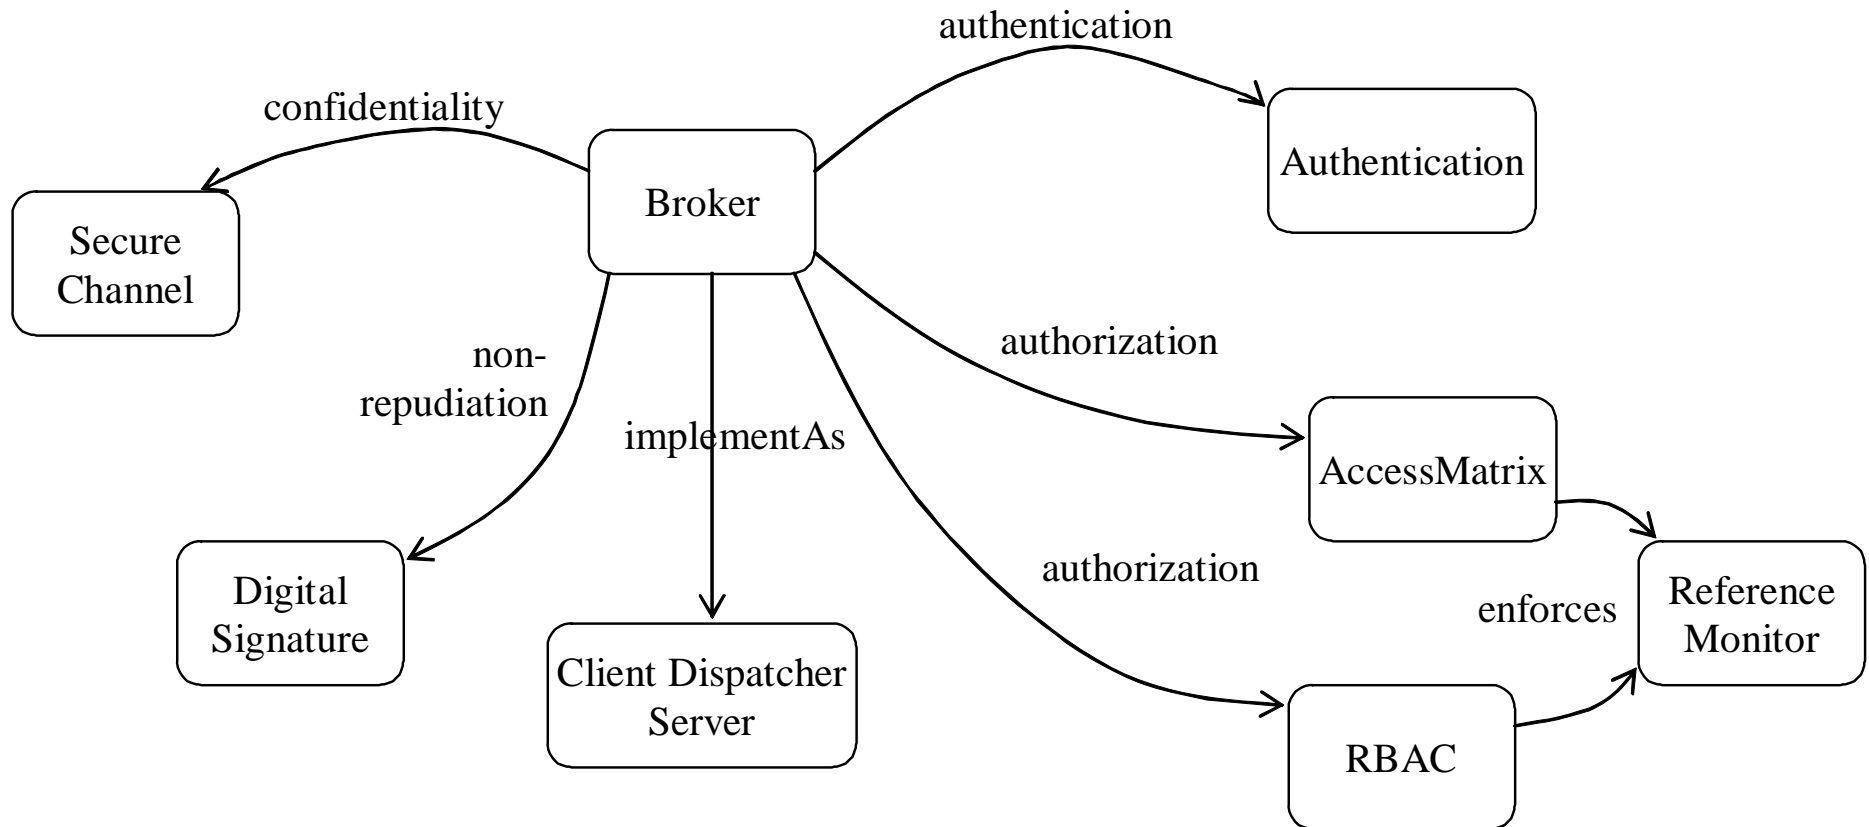 authentication
confidentiality
Authentication
Broker
Secure
Channel
authorization
non-
repudiation
implementAs
AccessMatrix
authorization
Digital
Signature
enforces
Reference
Monitor
Client Dispatcher
Server
RBAC